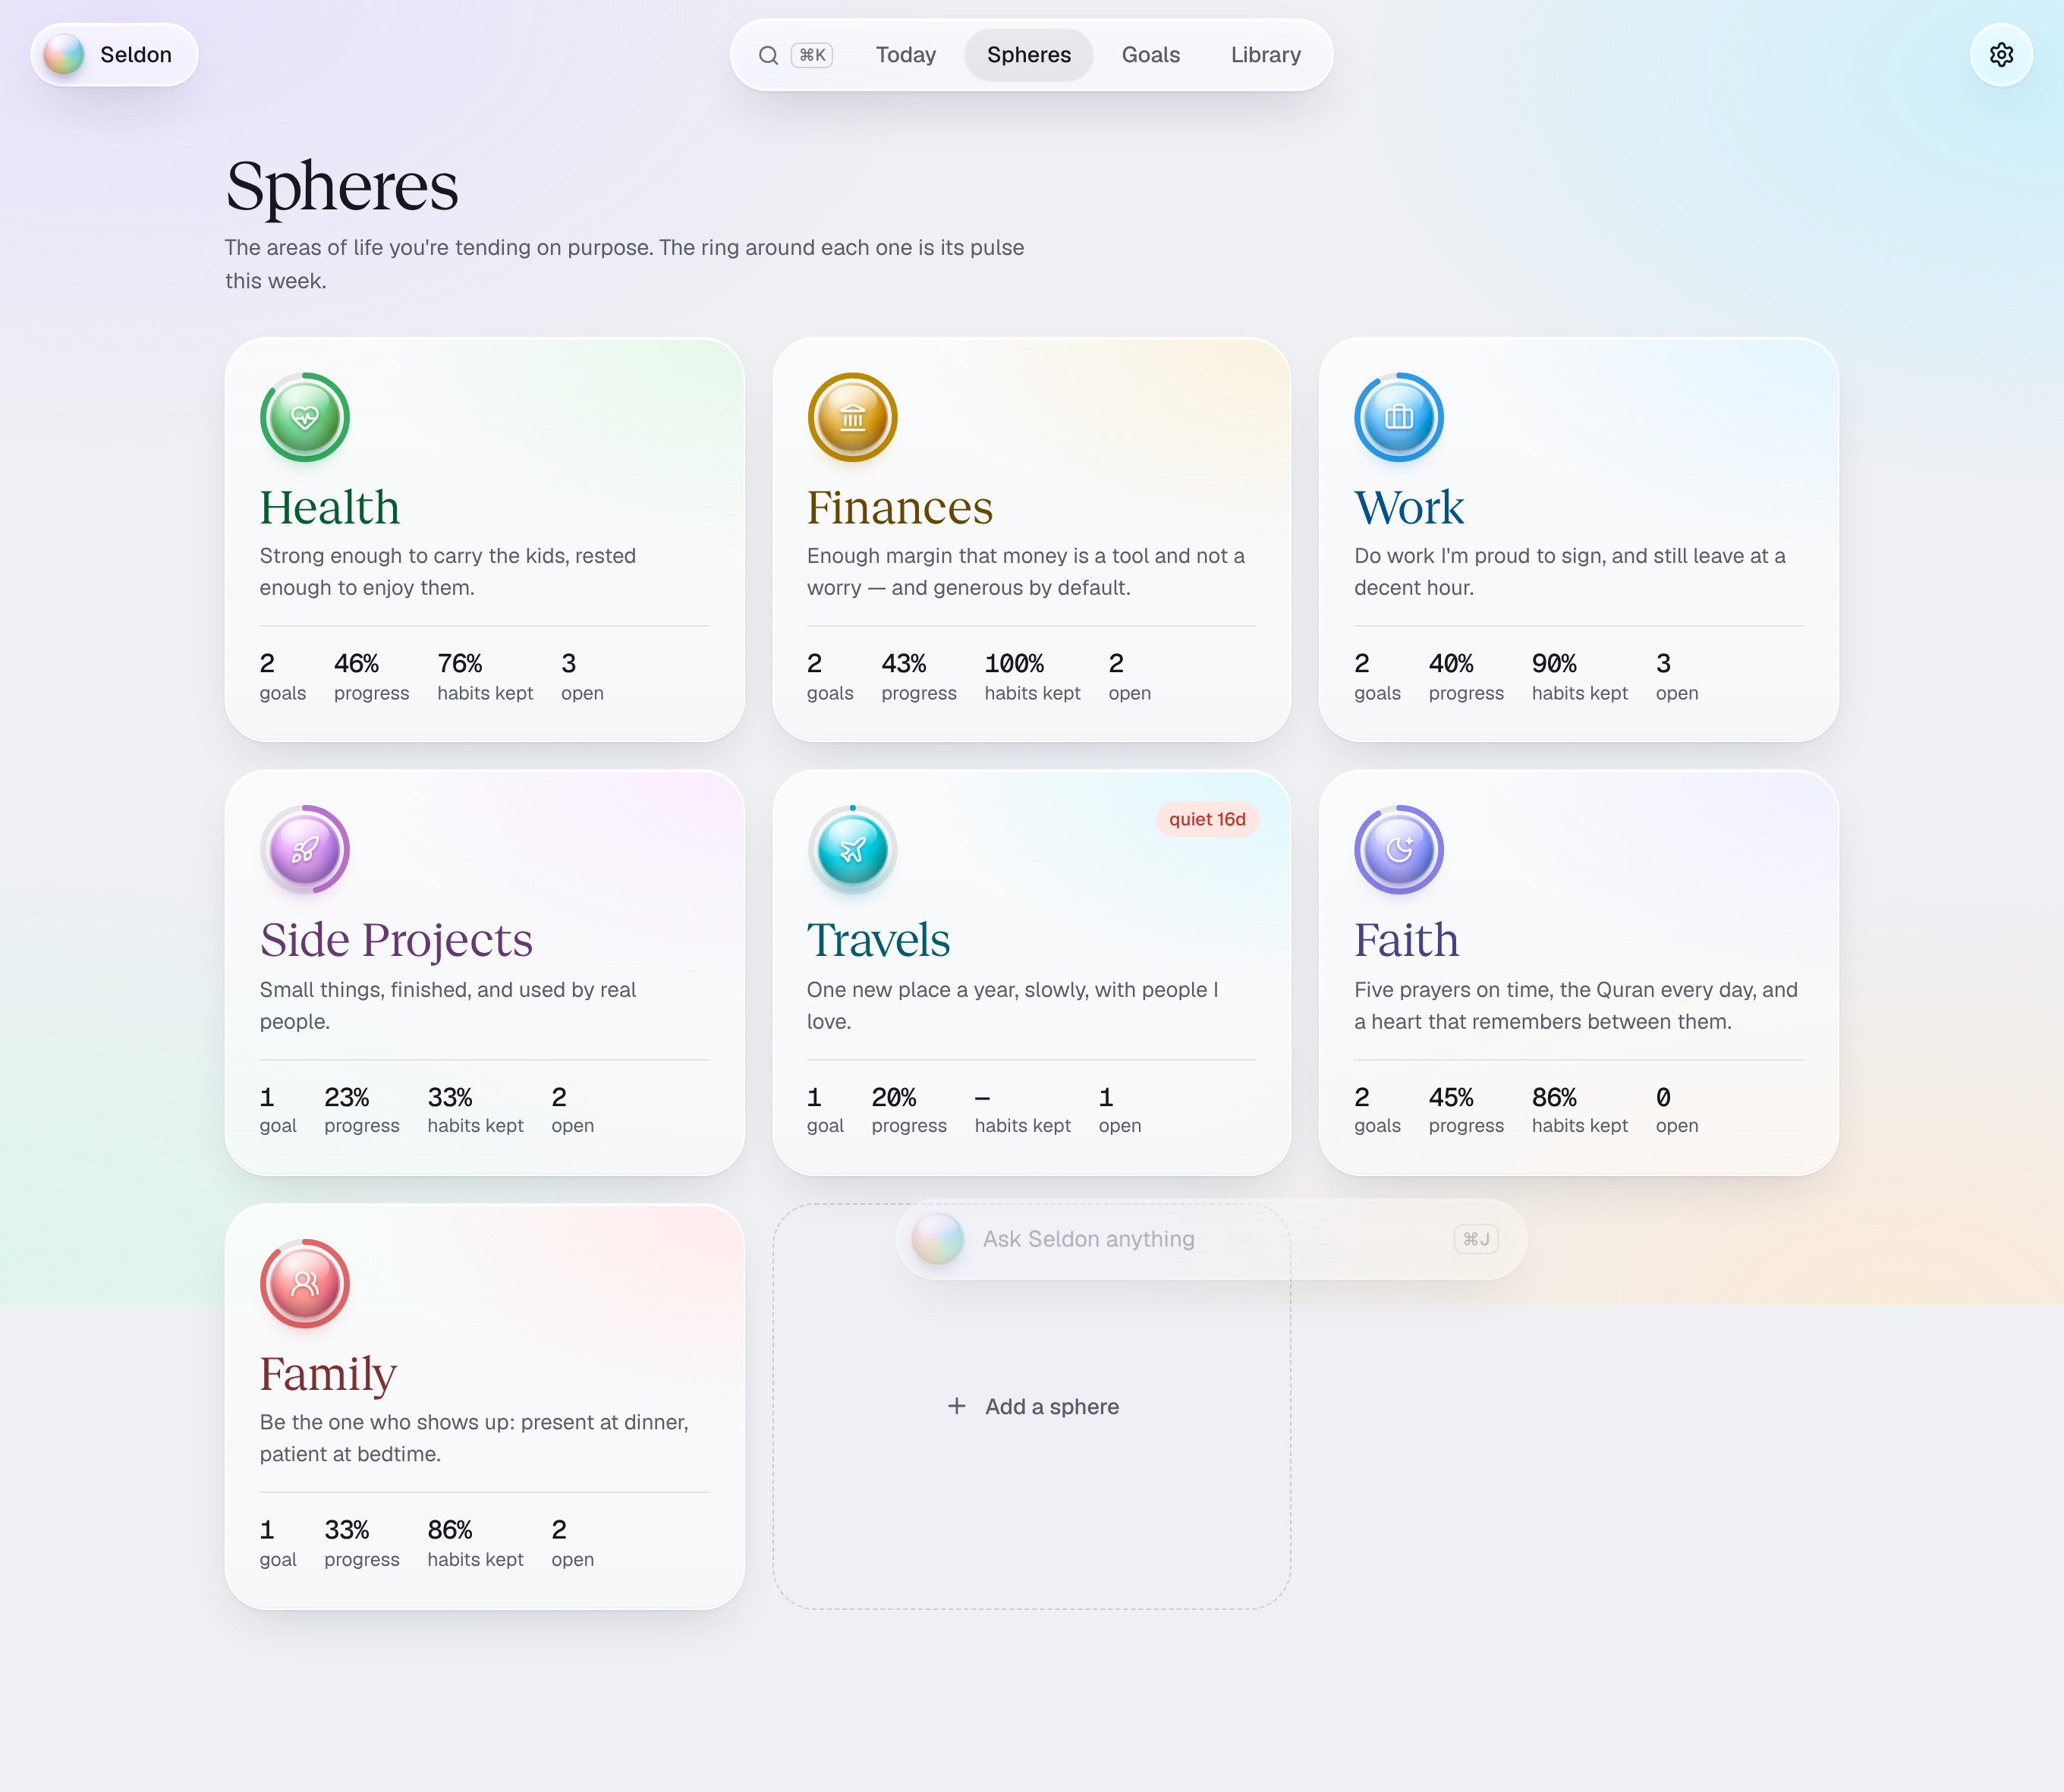 Seldon
⌘K
Today
Spheres
Goals
Library
Spheres
The areas of life you're tending on purpose. The ring around each one is its pulse
this week.
Health
Strong enough to carry the kids, rested
enough to enjoy them.
2 46% 76% 3
goals progress habits kept open
Finances
Enough margin that money is a tool and not a
worry — and generous by default.
2 43% 100% 2
goals progress habits kept open
Work
Do work I'm proud to sign, and still leave at a
decent hour.
2 40% 90% 3
goals progress habits kept open
Side Projects
Small things, finished, and used by real
people.
1 23% 33% 2
goal progress habits kept open
quiet 16d
Travels
One new place a year, slowly, with people I
love.
1 20% — 1
goal progress habits kept open
Faith
Five prayers on time, the Quran every day, and
a heart that remembers between them.
2 45% 86% 0
goals progress habits kept open
Family
Be the one who shows up: present at dinner,
patient at bedtime.
1 33% 86% 2
goal progress habits kept open
Ask Seldon anything
⌘J
Add a sphere